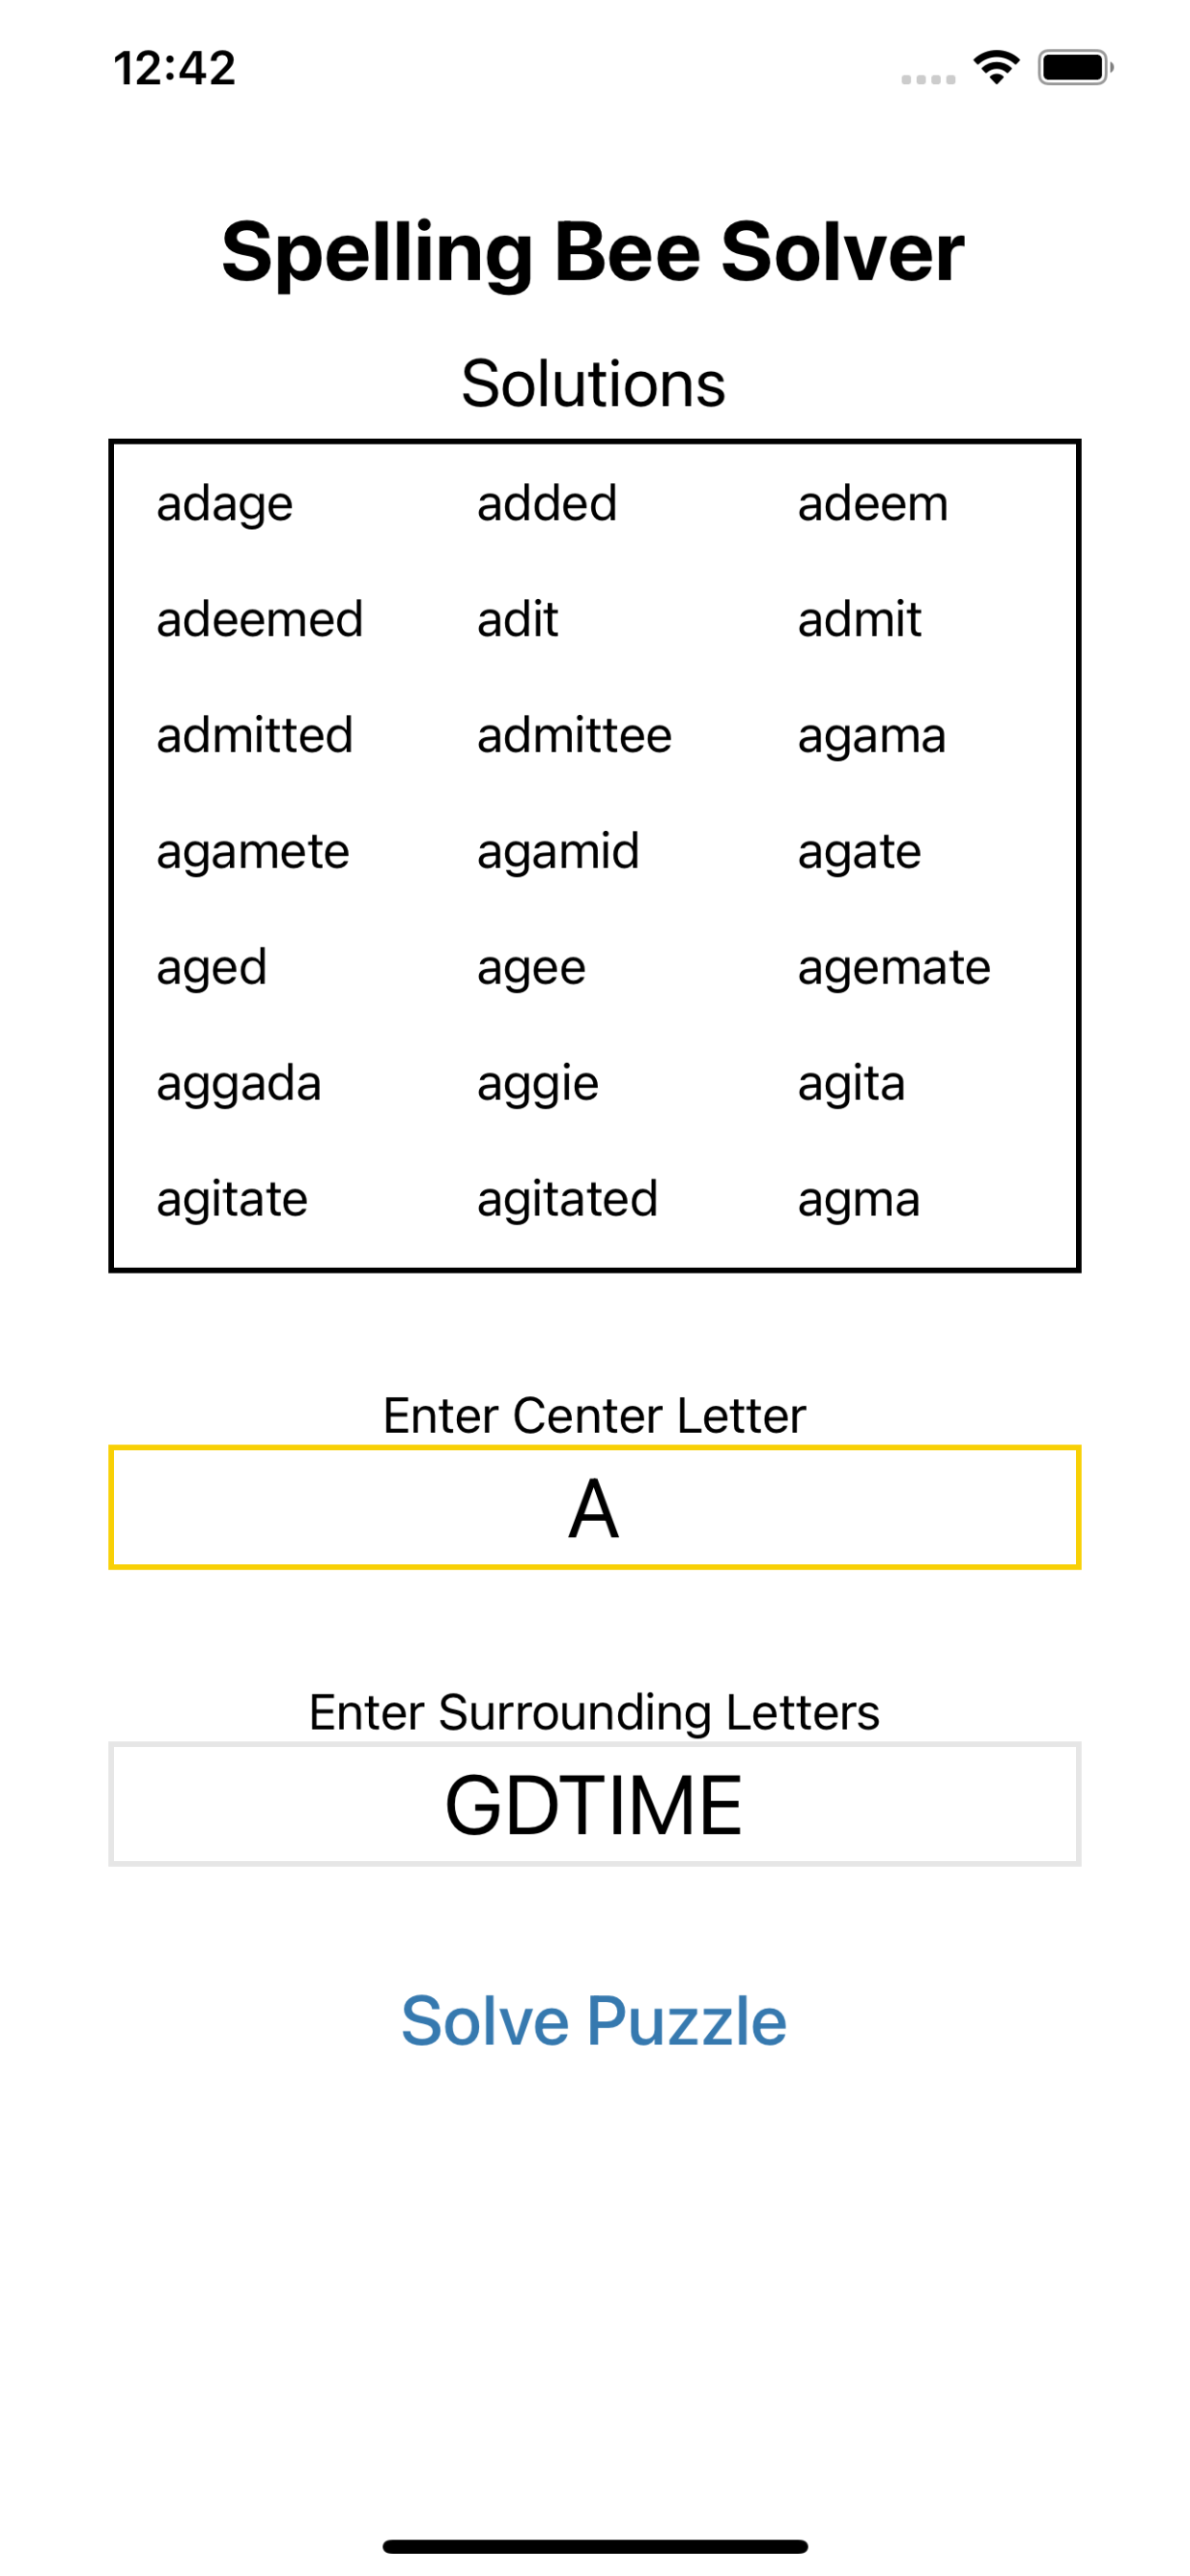 12:42
Spelling Bee Solver
Solutions
adage added adeem
adeemed adit admit
admitted admittee agama
agamete agamid agate
aged agee agemate
aggada aggie agita
agitate agitated agma
Enter Center Letter
A
Enter Surrounding Letters
GDTIME
Solve Puzzle